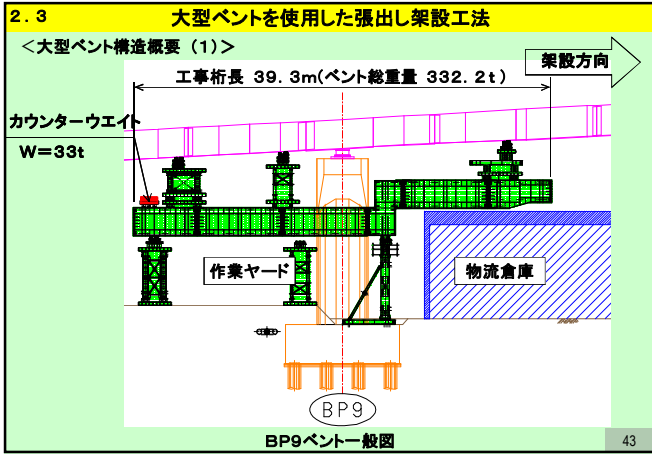 2.3 大型ベントを使用した張出し架設工法
<大型ベント構造概要(1)>
架設方向
工事桁長 39.3m(ベント総重量 332.2t)
カウンターウエイト
W=33t
作業ヤード
物流倉庫
BP9
BP9ベント一般図
43